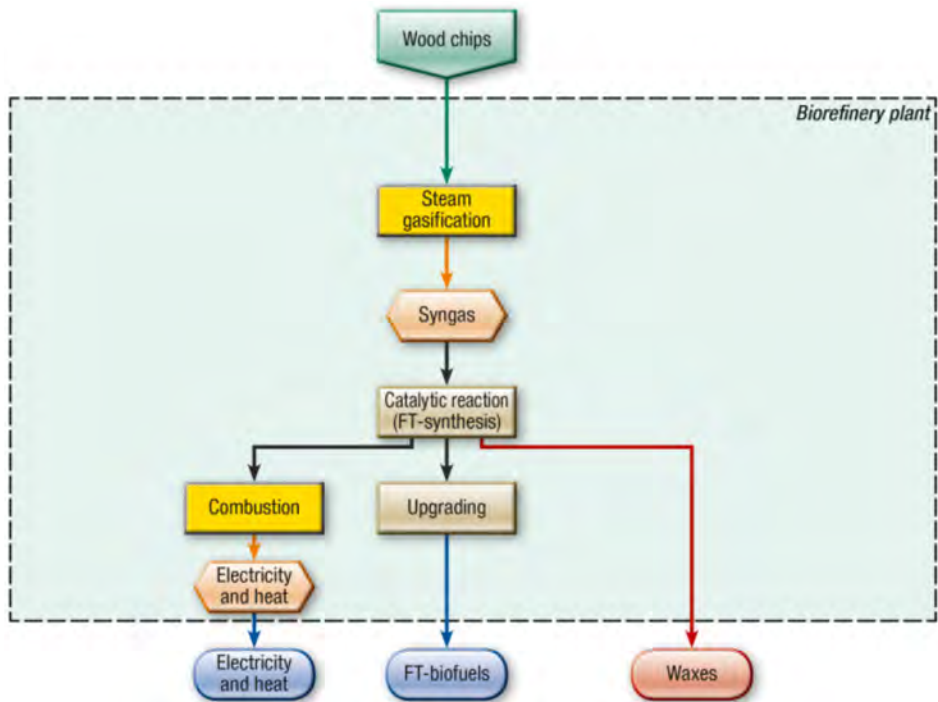 Wood chips
Biorefinery plant
Steam
gasification
Syngas
Catalytic reaction
(FT-synthesis)
Combustion
Upgrading
Electricity
and heat
Electricity
and heat
FT-biofuels
Waxes